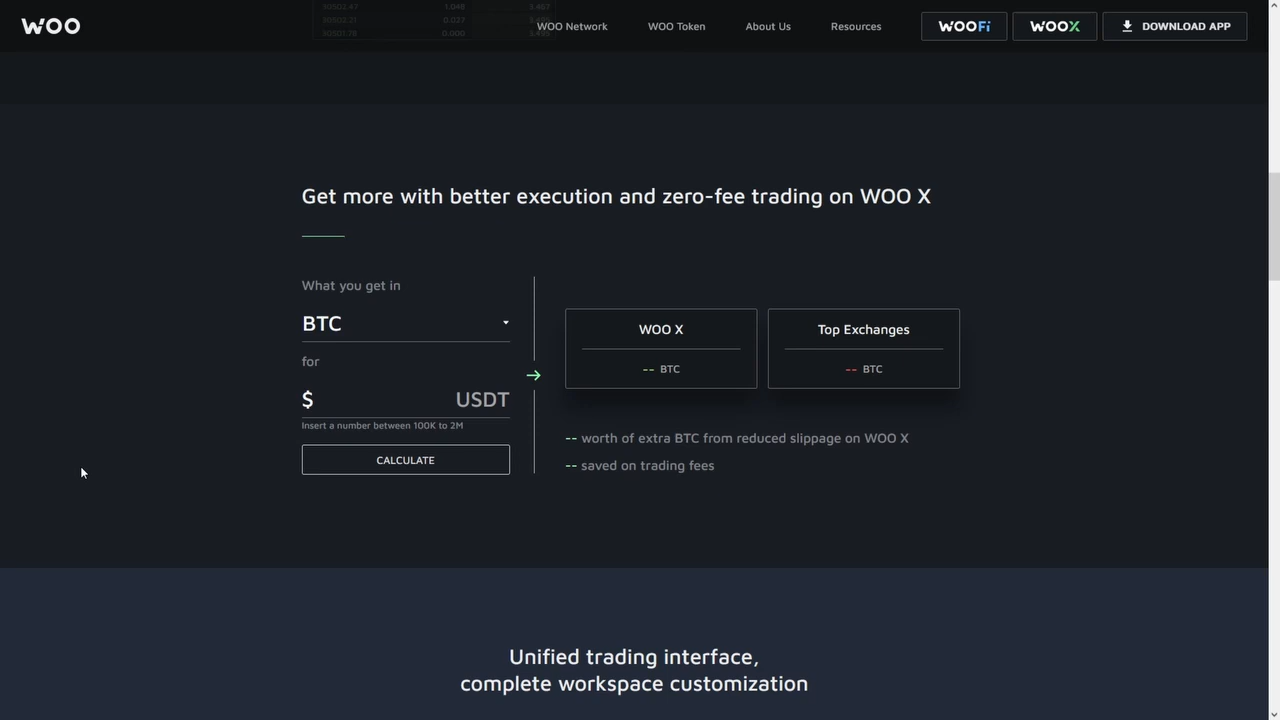 WOO
WOO Network
WOO Token
About Us
Resources
WOOFi
WOOX
DOWNLOAD APP
Get more with better execution and zero-fee trading on WOO X
What you get in
BTC
for
$ USDT
Insert a number between 100K to 2M
CALCULATE
WOO X
-- BTC
Top Exchanges
-- BTC
-- worth of extra BTC from reduced slippage on WOO X
-- saved on trading fees
Unified trading interface,
complete workspace customization